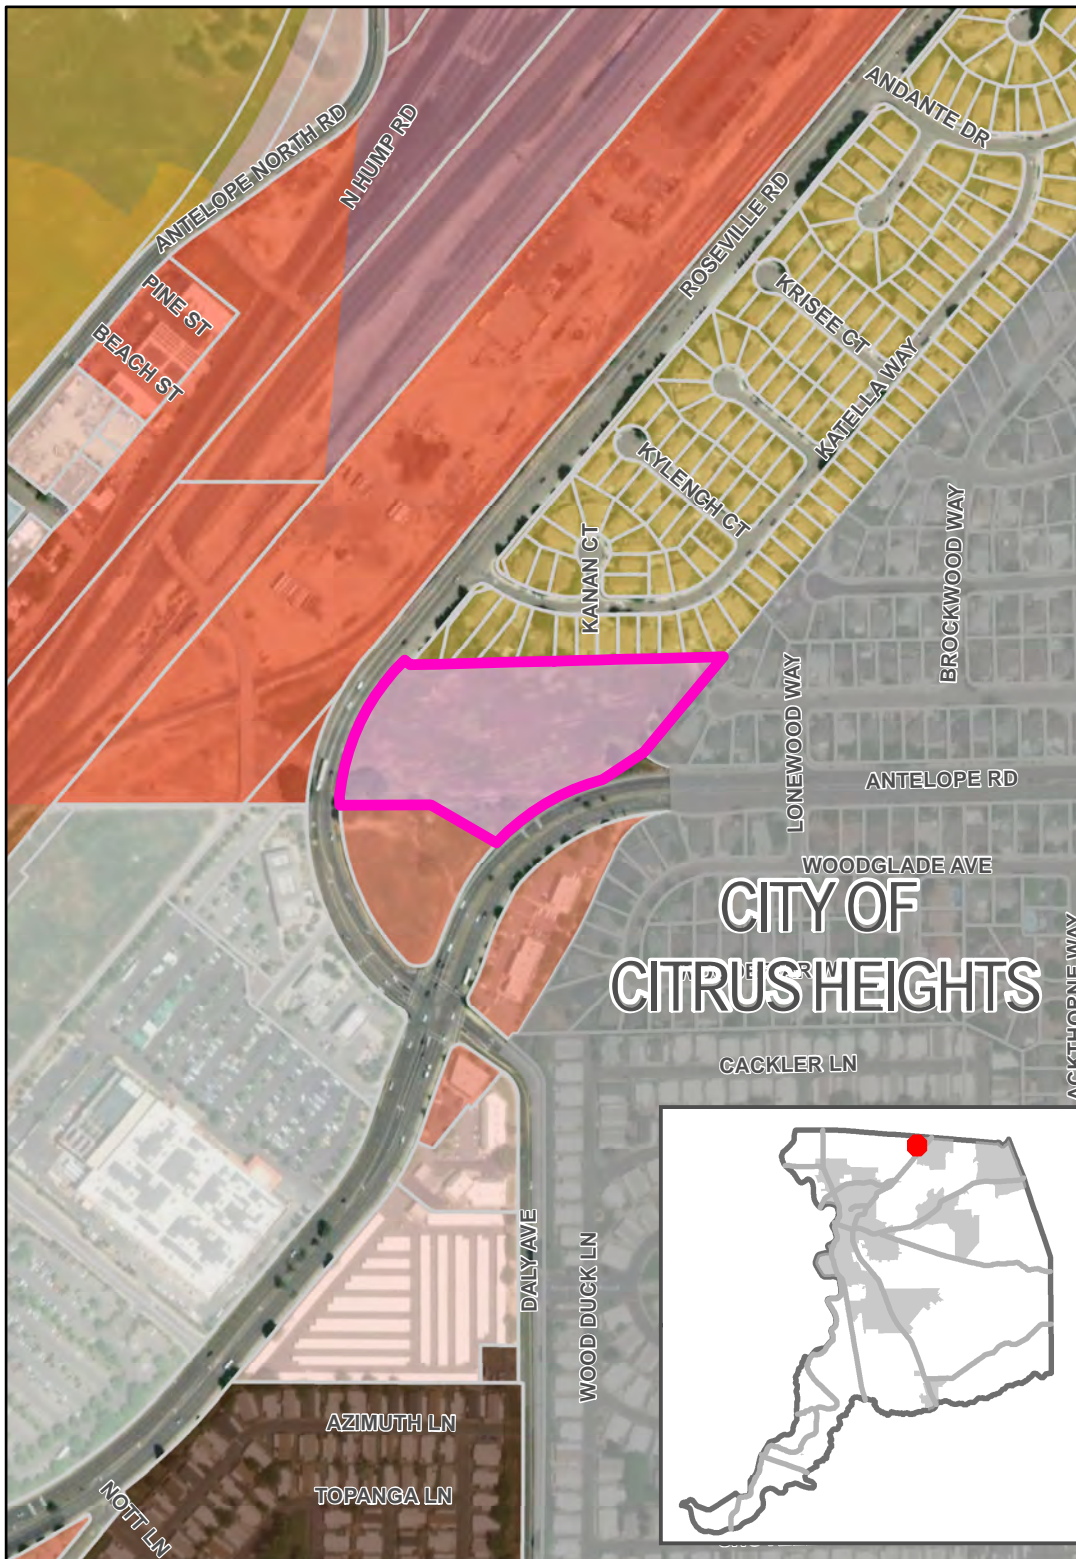 ANDANTE DR
ANTELOPE NORTH RD
N HUMP RD
ROSEVILLE RD
PINE ST
BEACH ST
KRISEE CT
KATELLA WAY
KYLENCH CT
KANAN CT
BROCKWOOD WAY
LONEWOOD WAY
ANTELOPE RD
WOODGLADE AVE
CITY OF
CITRUS HEIGHTS
CACKLER LN
DALY AVE
WOOD DUCK LN
AZIMUTH LN
TOPANGA LN
NOTT LN